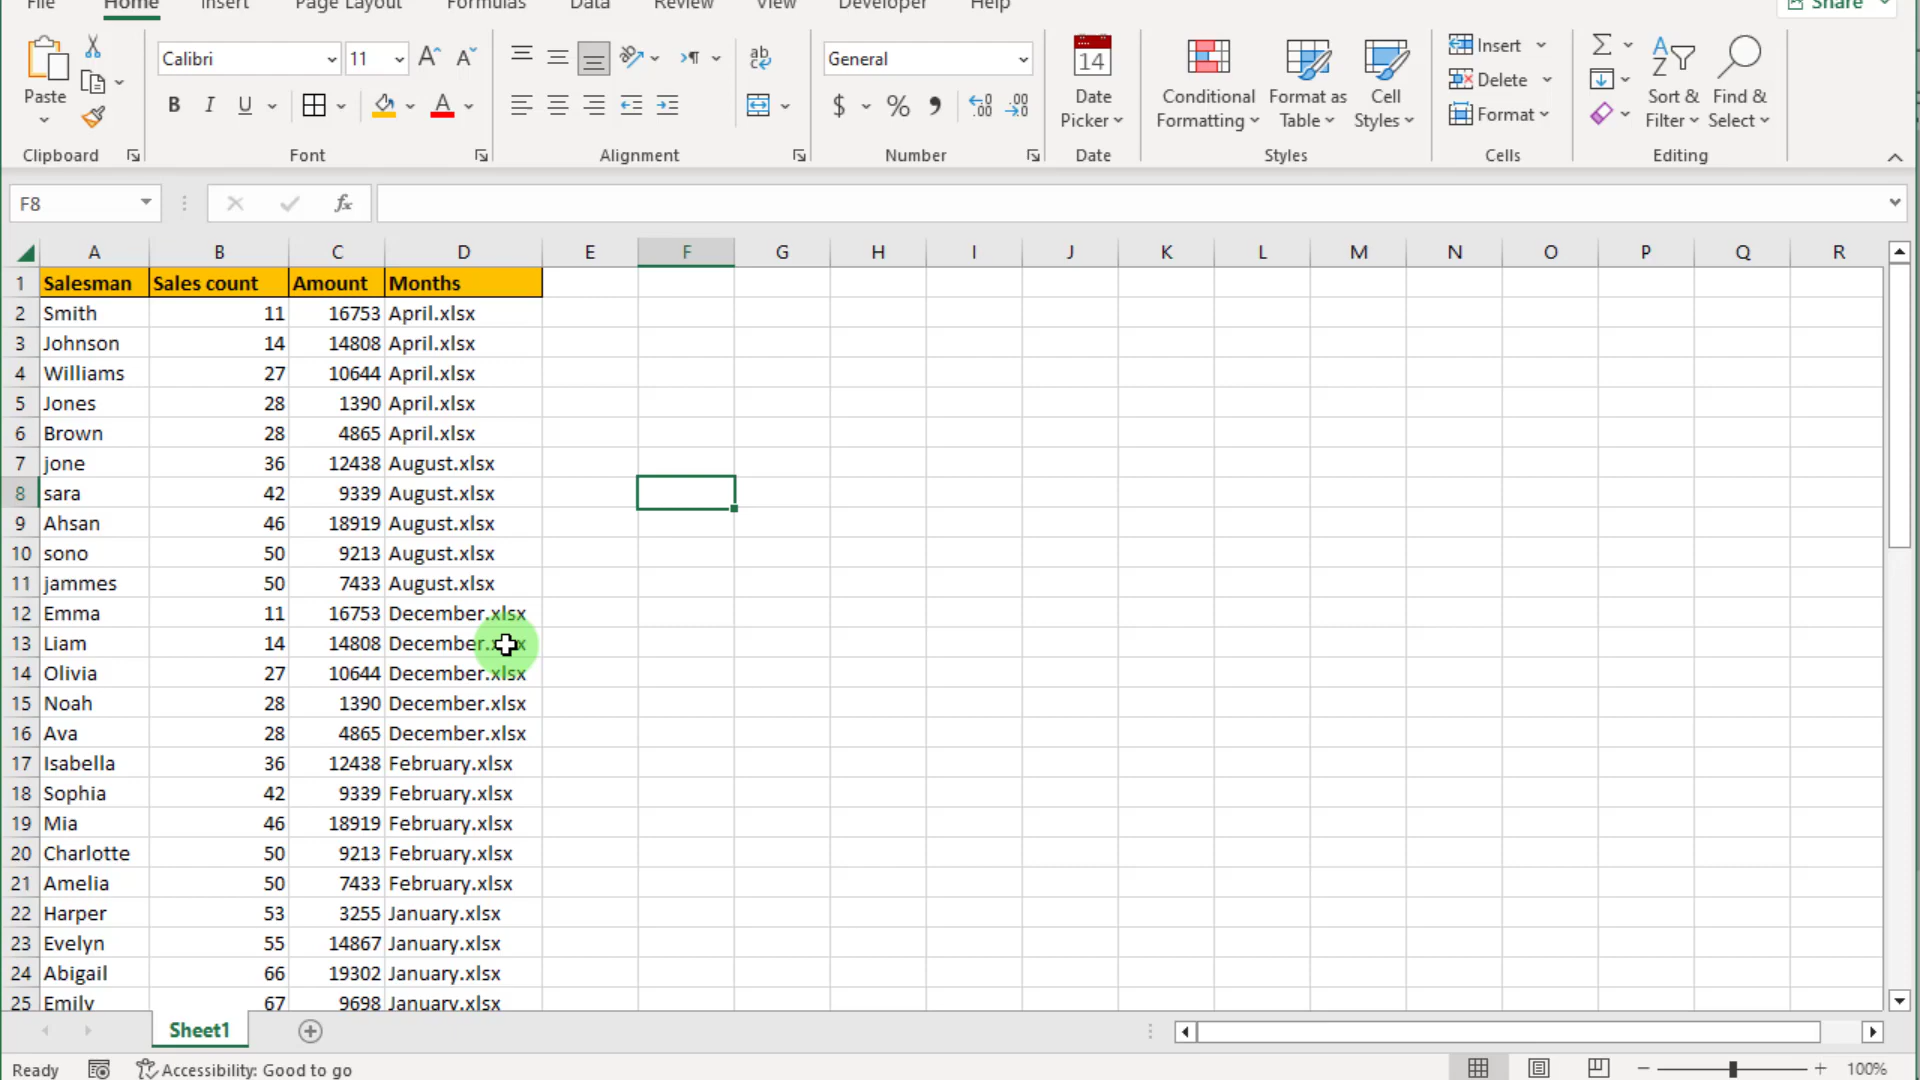 File Home Insert Page Layout Formulas Data Review View Developer Help Share
Calibri 11 General 14 Insert
Paste Date Picker Conditional Formatting Format as Table Cell Styles Delete Sort & Filter Find & Select
B I U $ % Format
Clipboard Font Alignment Number Date Styles Cells Editing
F8 fx
A B C D E F G H I J K L M N O P Q R
1 Salesman Sales count Amount Months
2 Smith 11 16753 April.xlsx
3 Johnson 14 14808 April.xlsx
4 Williams 27 10644 April.xlsx
5 Jones 28 1390 April.xlsx
6 Brown 28 4865 April.xlsx
7 jone 36 12438 August.xlsx
8 sara 42 9339 August.xlsx
9 Ahsan 46 18919 August.xlsx
10 sono 50 9213 August.xlsx
11 jammes 50 7433 August.xlsx
12 Emma 11 16753 December.xlsx
13 Liam 14 14808 December.xlsx
14 Olivia 27 10644 December.xlsx
15 Noah 28 1390 December.xlsx
16 Ava 28 4865 December.xlsx
17 Isabella 36 12438 February.xlsx
18 Sophia 42 9339 February.xlsx
19 Mia 46 18919 February.xlsx
20 Charlotte 50 9213 February.xlsx
21 Amelia 50 7433 February.xlsx
22 Harper 53 3255 January.xlsx
23 Evelyn 55 14867 January.xlsx
24 Abigail 66 19302 January.xlsx
25 Emily 67 9698 January.xlsx
Sheet1
Ready Accessibility: Good to go 100%